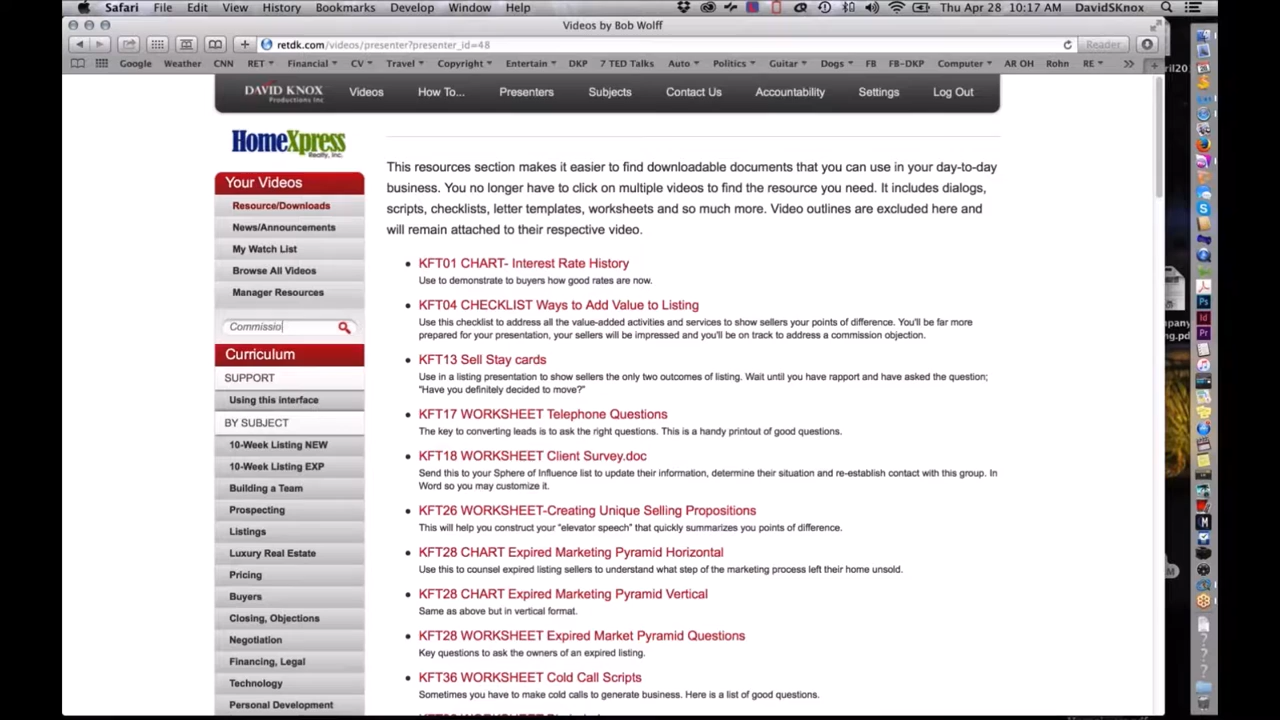 Safari File Edit View History Bookmarks Develop Window Help Thu Apr 28 10:17 AM DavidSKnox
Videos by Bob Wolff
retdk.com/videos/presenter?presenter_id=48
Reader
Google Weather CNN RET Financial CV Travel Copyright Entertain DKP 7 TED Talks Auto Politics Guitar Dogs FB FB-DKP Computer AR OH Rohn RE
DAVID KNOX
Productions Inc
Videos How To... Presenters Subjects Contact Us Accountability Settings Log Out
HomeXpress
Realty, Inc.
Your Videos
Resource/Downloads
News/Announcements
My Watch List
Browse All Videos
Manager Resources
Commissio
Curriculum
SUPPORT
Using this interface
BY SUBJECT
10-Week Listing NEW
10-Week Listing EXP
Building a Team
Prospecting
Listings
Luxury Real Estate
Pricing
Buyers
Closing, Objections
Negotiation
Financing, Legal
Technology
Personal Development
This resources section makes it easier to find downloadable documents that you can use in your day-to-day
business. You no longer have to click on multiple videos to find the resource you need. It includes dialogs,
scripts, checklists, letter templates, worksheets and so much more. Video outlines are excluded here and
will remain attached to their respective video.
KFT01 CHART- Interest Rate History
Use to demonstrate to buyers how good rates are now.
KFT04 CHECKLIST Ways to Add Value to Listing
Use this checklist to address all the value-added activities and services to show sellers your points of difference. You'll be far more
prepared for your presentation, your sellers will be impressed and you'll be on track to address a commission objection.
KFT13 Sell Stay cards
Use in a listing presentation to show sellers the only two outcomes of listing. Wait until you have rapport and have asked the question;
"Have you definitely decided to move?"
KFT17 WORKSHEET Telephone Questions
The key to converting leads is to ask the right questions. This is a handy printout of good questions.
KFT18 WORKSHEET Client Survey.doc
Send this to your Sphere of Influence list to update their information, determine their situation and re-establish contact with this group. In
Word so you may customize it.
KFT26 WORKSHEET-Creating Unique Selling Propositions
This will help you construct your "elevator speech" that quickly summarizes you points of difference.
KFT28 CHART Expired Marketing Pyramid Horizontal
Use this to counsel expired listing sellers to understand what step of the marketing process left their home unsold.
KFT28 CHART Expired Marketing Pyramid Vertical
Same as above but in vertical format.
KFT28 WORKSHEET Expired Market Pyramid Questions
Key questions to ask the owners of an expired listing.
KFT36 WORKSHEET Cold Call Scripts
Sometimes you have to make cold calls to generate business. Here is a list of good questions.